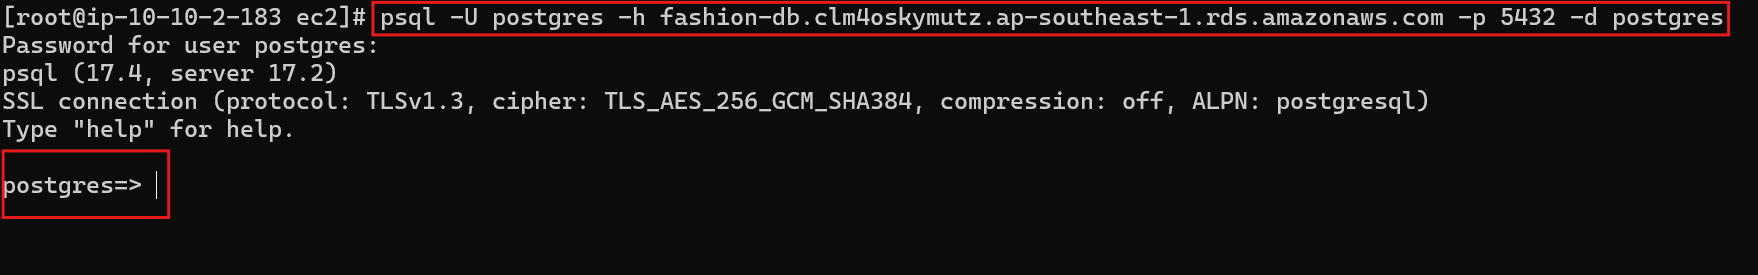 [root@ip-10-10-2-183 ec2]# psql -U postgres -h fashion-db.clm4oskymutz.ap-southeast-1.rds.amazonaws.com -p 5432 -d postgres
Password for user postgres:
psql (17.4, server 17.2)
SSL connection (protocol: TLSv1.3, cipher: TLS_AES_256_GCM_SHA384, compression: off, ALPN: postgresql)
Type "help" for help.
postgres=>